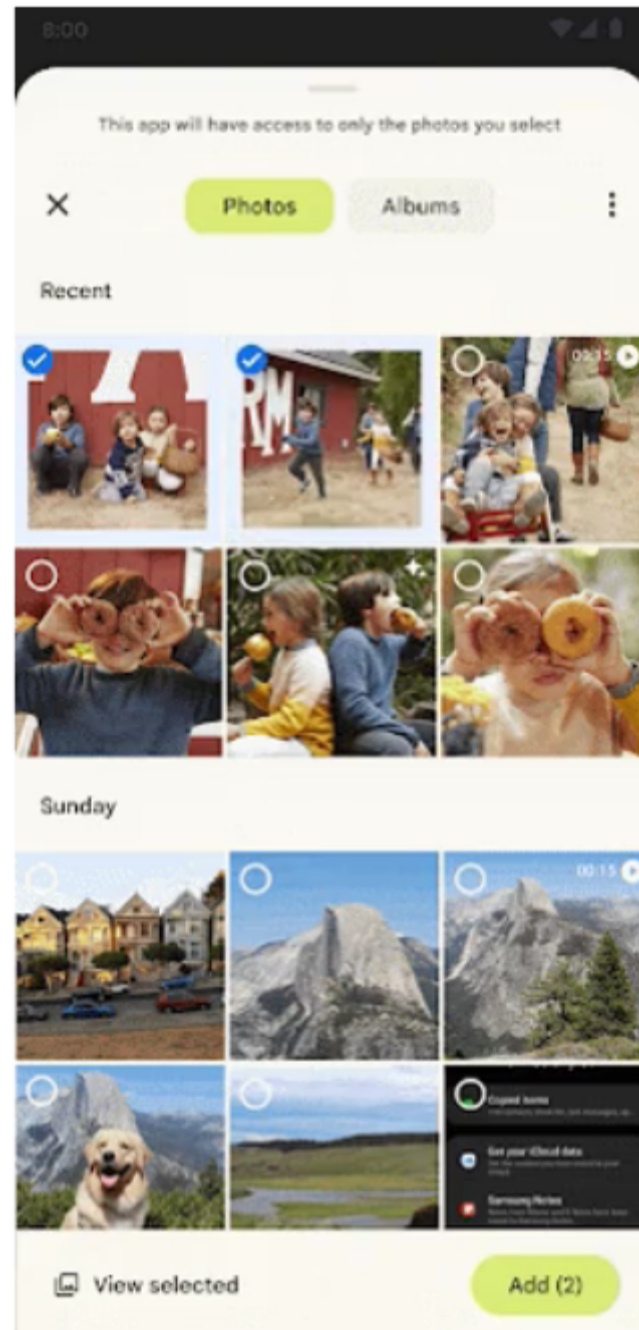 8:00
This app will have access to only the photos you select
Photos
Albums
Recent
A
RM
00:15
Sunday
00:15
Copied items
Get your iCloud data
Samsung Notes
View selected
Add (2)